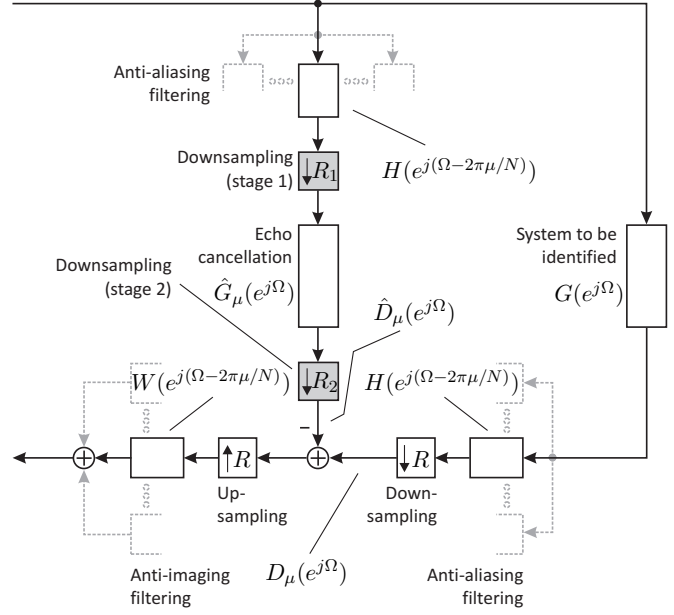 Anti-aliasing
filtering
H(e^{j(Ω−2πμ/N)})
Downsampling
(stage 1)
↓R_1
Echo
cancellation
Ĝ_μ(e^{jΩ})
System to be
identified
G(e^{jΩ})
Downsampling
(stage 2)
D̂_μ(e^{jΩ})
↓R_2
W(e^{j(Ω−2πμ/N)})
H(e^{j(Ω−2πμ/N)})
−
+
↑R
+
↓R
Up-
sampling
Down-
sampling
D_μ(e^{jΩ})
Anti-imaging
filtering
Anti-aliasing
filtering